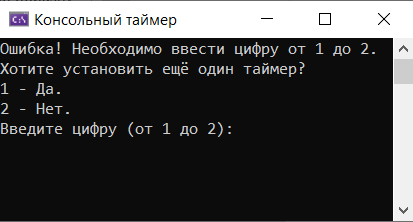 Консольный таймер
Ошибка! Необходимо ввести цифру от 1 до 2.
Хотите установить ещё один таймер?
1 - Да.
2 - Нет.
Введите цифру (от 1 до 2):